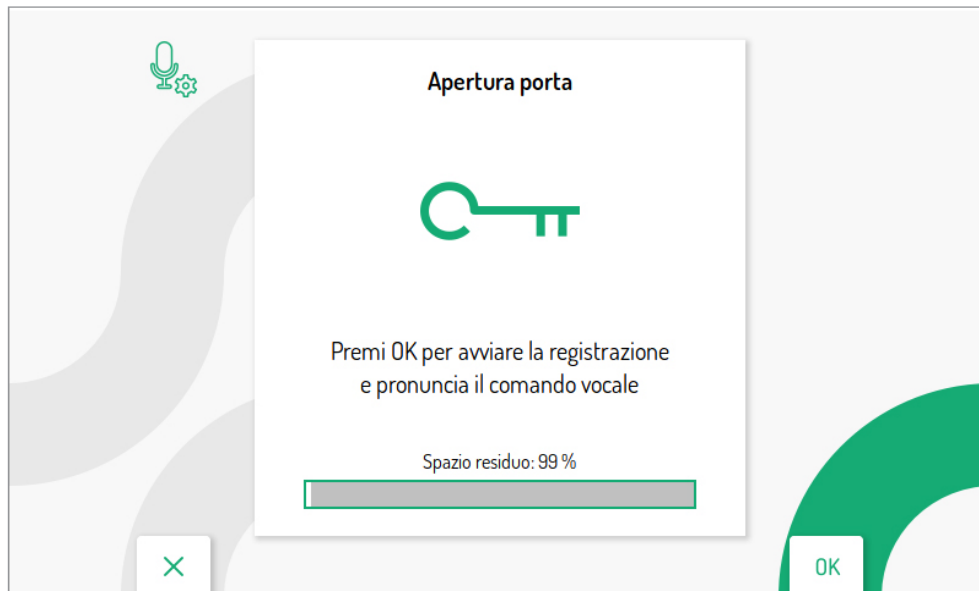 Apertura porta
Premi OK per avviare la registrazione
e pronuncia il comando vocale
Spazio residuo: 99 %
OK